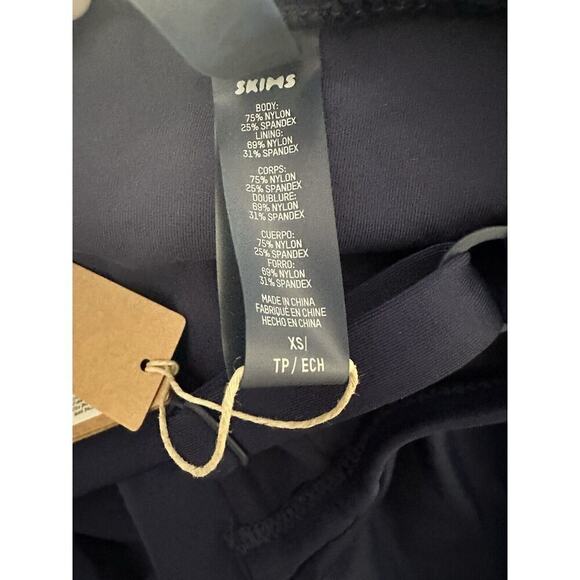 SKIMS
BODY:
75% NYLON
25% SPANDEX
LINING:
69% NYLON
31% SPANDEX
CORPS:
75% NYLON
25% SPANDEX
DOUBLURE:
69% NYLON
31% SPANDEX
CUERPO:
75% NYLON
25% SPANDEX
FORRO:
69% NYLON
31% SPANDEX
MADE IN CHINA
FABRIQUÉ EN CHINE
HECHO EN CHINA
XS/
TP / ECH